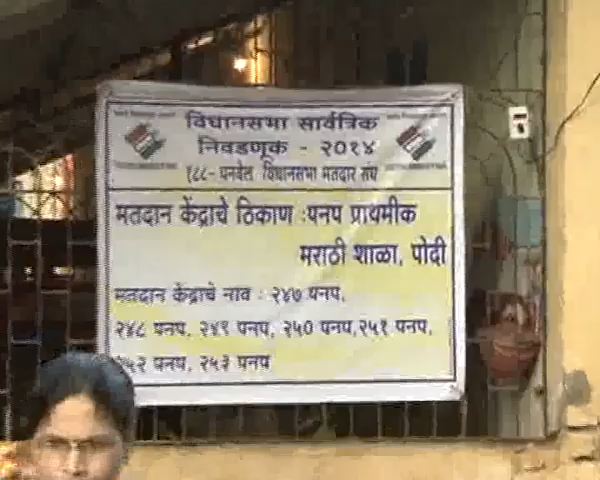 विधानसभा सार्वत्रिक
निवडणूक - २०१४
१८८- पनवेल विधानसभा मतदार संघ
मतदान केंद्राचे ठिकाण :पनप प्राथमीक
मराठी शाळा, पोदी
मतदान केंद्राचे नाव : २४७ पनप,
२४८ पनप, २४९ पनप, २५० पनप,२५१ पनप,
२५२ पनप, २५३ पनप